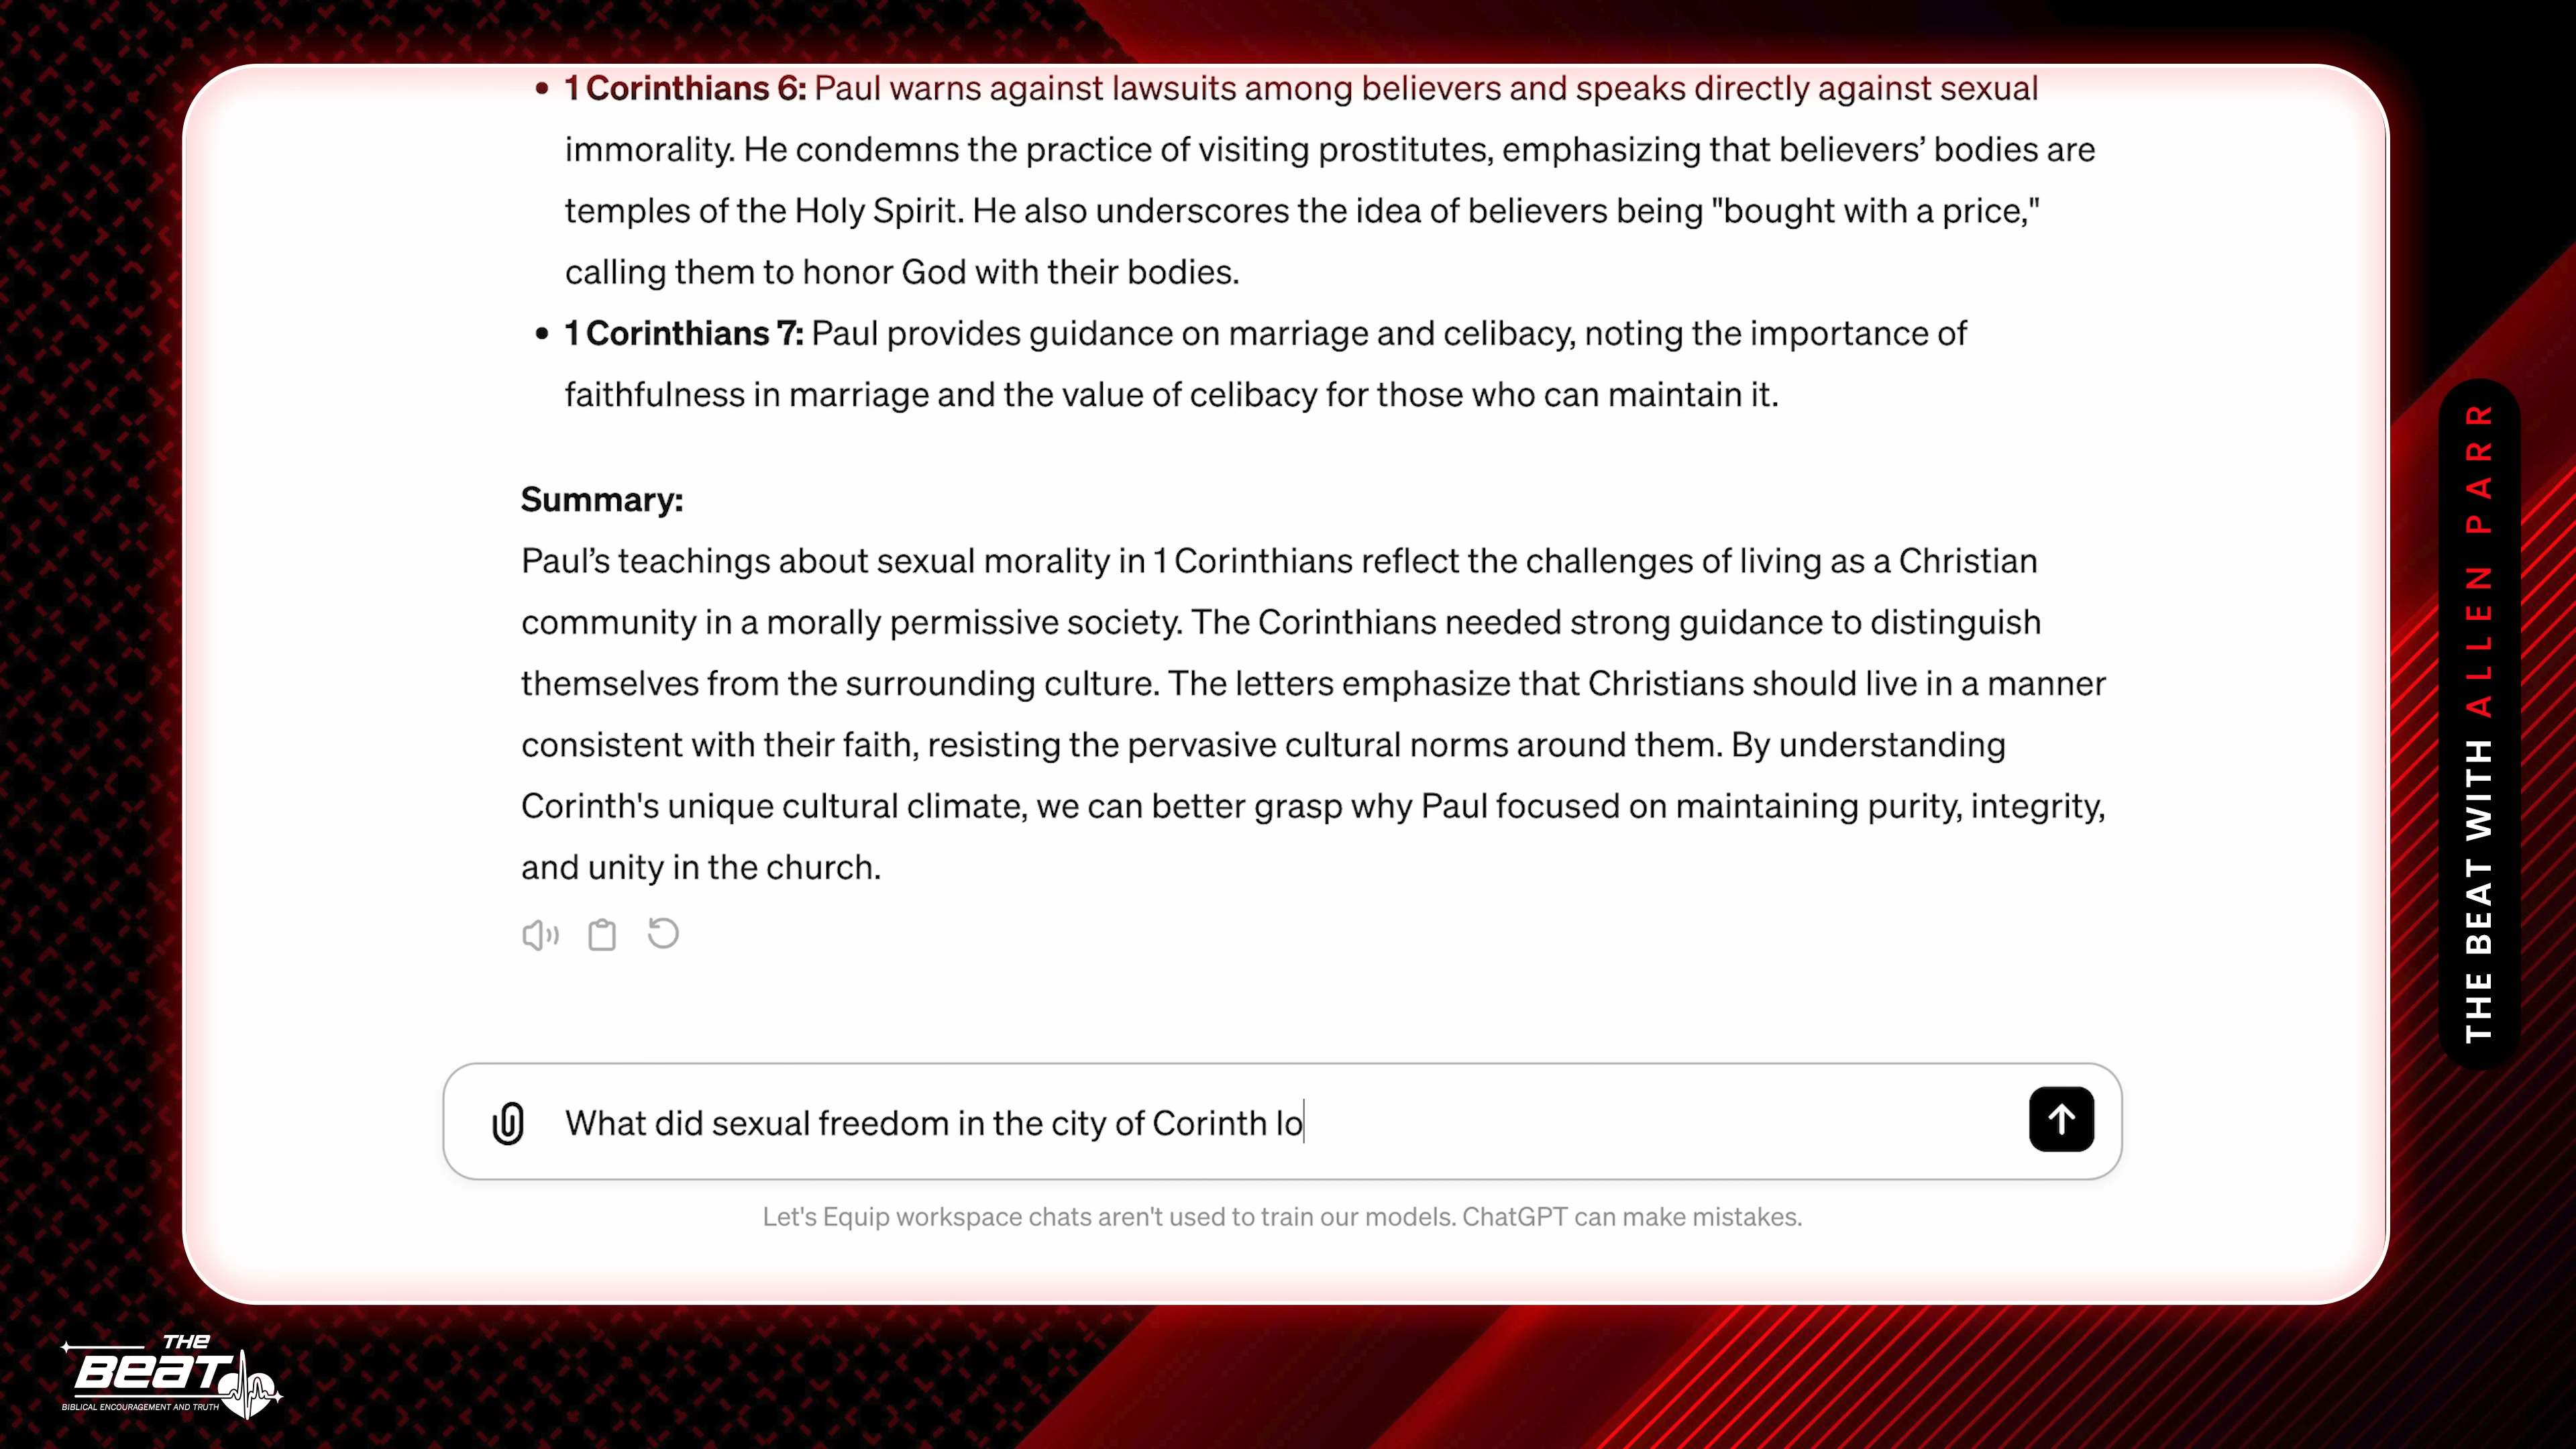 • 1 Corinthians 6: Paul warns against lawsuits among believers and speaks directly against sexual
immorality. He condemns the practice of visiting prostitutes, emphasizing that believers’ bodies are
temples of the Holy Spirit. He also underscores the idea of believers being "bought with a price,"
calling them to honor God with their bodies.
• 1 Corinthians 7: Paul provides guidance on marriage and celibacy, noting the importance of
faithfulness in marriage and the value of celibacy for those who can maintain it.
Summary:
Paul’s teachings about sexual morality in 1 Corinthians reflect the challenges of living as a Christian
community in a morally permissive society. The Corinthians needed strong guidance to distinguish
themselves from the surrounding culture. The letters emphasize that Christians should live in a manner
consistent with their faith, resisting the pervasive cultural norms around them. By understanding
Corinth's unique cultural climate, we can better grasp why Paul focused on maintaining purity, integrity,
and unity in the church.
What did sexual freedom in the city of Corinth lo
Let's Equip workspace chats aren't used to train our models. ChatGPT can make mistakes.
THE BEAT WITH ALLEN PARR
THE
BEAT
BIBLICAL ENCOURAGEMENT AND TRUTH